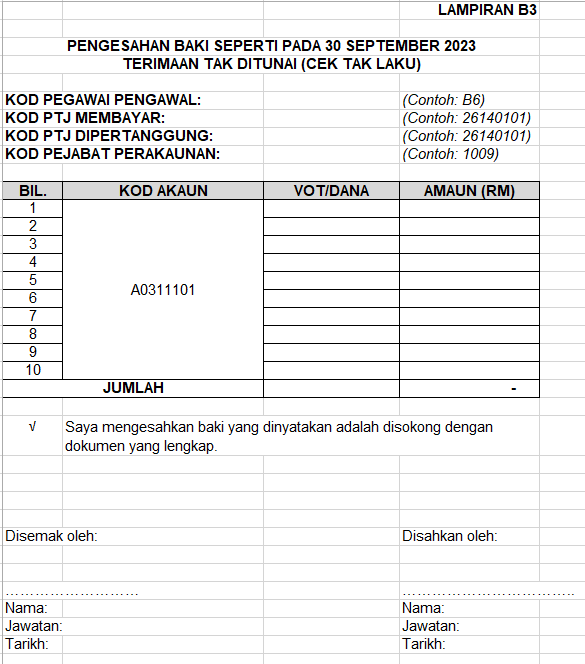 LAMPIRAN B3
PENGESAHAN BAKI SEPERTI PADA 30 SEPTEMBER 2023
TERIMAAN TAK DITUNAI (CEK TAK LAKU)
KOD PEGAWAI PENGAWAL: (Contoh: B6)
KOD PTJ MEMBAYAR: (Contoh: 26140101)
KOD PTJ DIPERTANGGUNG: (Contoh: 26140101)
KOD PEJABAT PERAKAUNAN: (Contoh: 1009)
BIL. KOD AKAUN VOT/DANA AMAUN (RM)
1
2
3
4
5
A0311101
6
7
8
9
10
JUMLAH -
√ Saya mengesahkan baki yang dinyatakan adalah disokong dengan
dokumen yang lengkap.
Disemak oleh: Disahkan oleh:
……………………… ……………………………..
Nama: Nama:
Jawatan: Jawatan:
Tarikh: Tarikh: